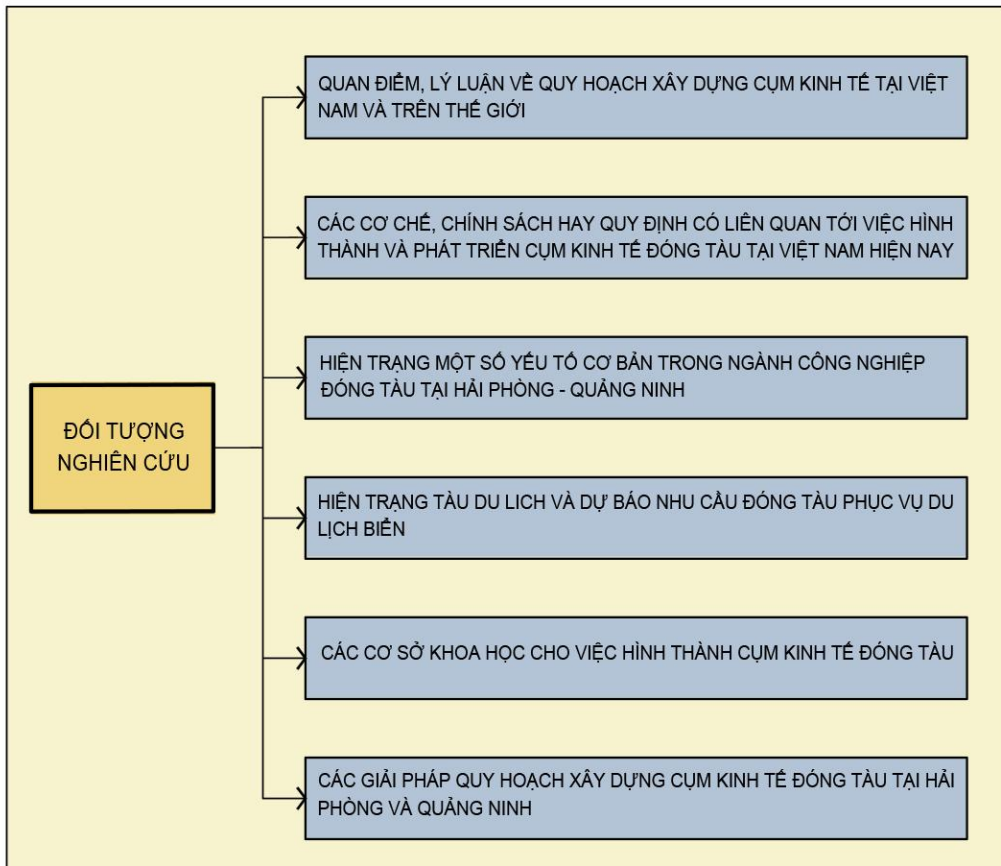 ĐỐI TƯỢNG
NGHIÊN CỨU
QUAN ĐIỂM, LÝ LUẬN VỀ QUY HOẠCH XÂY DỰNG CỤM KINH TẾ TẠI VIỆT
NAM VÀ TRÊN THẾ GIỚI
CÁC CƠ CHẾ, CHÍNH SÁCH HAY QUY ĐỊNH CÓ LIÊN QUAN TỚI VIỆC HÌNH
THÀNH VÀ PHÁT TRIỂN CỤM KINH TẾ ĐÓNG TÀU TẠI VIỆT NAM HIỆN NAY
HIỆN TRẠNG MỘT SỐ YẾU TỐ CƠ BẢN TRONG NGÀNH CÔNG NGHIỆP
ĐÓNG TÀU TẠI HẢI PHÒNG - QUẢNG NINH
HIỆN TRẠNG TÀU DU LICH VÀ DỰ BÁO NHU CẦU ĐÓNG TÀU PHỤC VỤ DU
LỊCH BIỂN
CÁC CƠ SỞ KHOA HỌC CHO VIỆC HÌNH THÀNH CỤM KINH TẾ ĐÓNG TÀU
CÁC GIẢI PHÁP QUY HOẠCH XÂY DỰNG CỤM KINH TẾ ĐÓNG TÀU TẠI HẢI
PHÒNG VÀ QUẢNG NINH